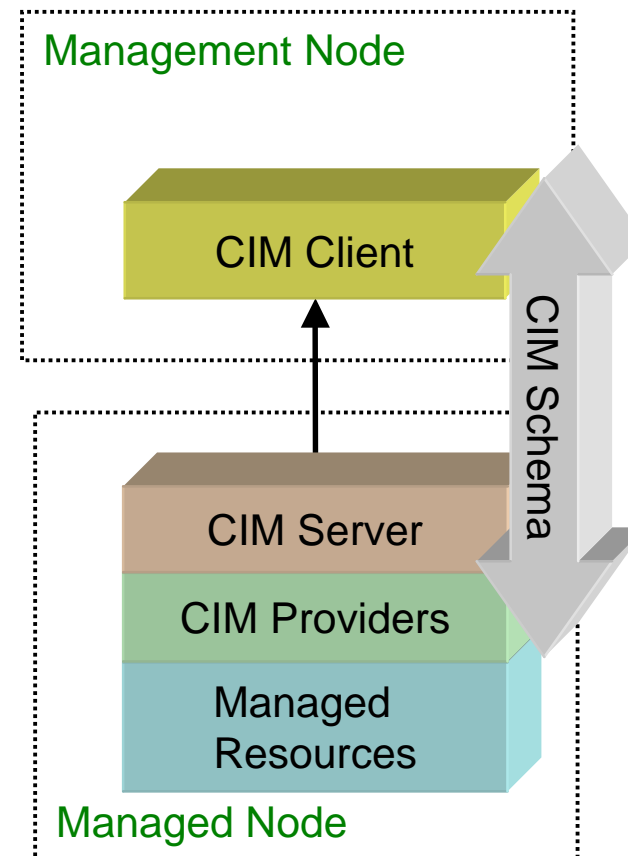 Management Node
CIM Client
CIM Schema
CIM Server
CIM Providers
Managed
Resources
Managed Node